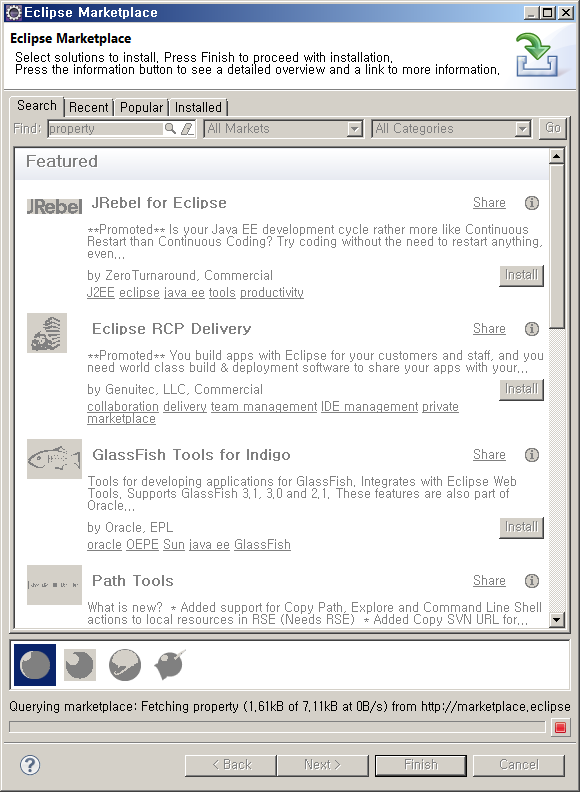 Eclipse Marketplace
Eclipse Marketplace
Select solutions to install. Press Finish to proceed with installation.
Press the information button to see a detailed overview and a link to more information.
Search Recent Popular Installed
Find: property All Markets All Categories Go
Featured
JRebel JRebel for Eclipse Share
**Promoted** Is your Java EE development cycle rather more like Continuous
Restart than Continuous Coding? Try coding without the need to restart anything,
even...
by ZeroTurnaround, Commercial Install
J2EE eclipse java ee tools productivity
Eclipse RCP Delivery Share
**Promoted** You build apps with Eclipse for your customers and staff, and you
need world class build & deployment software to share your apps with your...
by Genuitec, LLC, Commercial Install
collaboration delivery team management IDE management private
marketplace
GlassFish Tools for Indigo Share
Tools for developing applications for GlassFish. Integrates with Eclipse Web
Tools. Supports GlassFish 3.1, 3.0 and 2.1. These features are also part of
Oracle...
by Oracle, EPL Install
oracle OEPE Sun java ee GlassFish
Path Tools Share
What is new? * Added support for Copy Path, Explore and Command Line Shell
actions to local resources in RSE (Needs RSE) * Added Copy SVN URL for...
Querying marketplace: Fetching property (1.61kB of 7.11kB at 0B/s) from http://marketplace.eclipse
? < Back Next > Finish Cancel